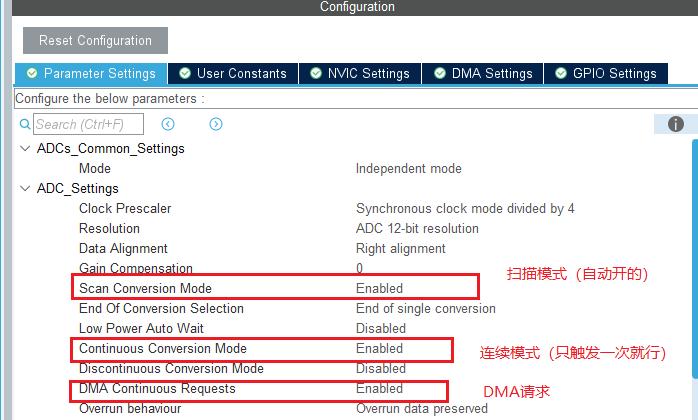 Configuration
Reset Configuration
Parameter Settings User Constants NVIC Settings DMA Settings GPIO Settings
Configure the below parameters :
Search (Ctrl+F)
ADCs_Common_Settings
Mode Independent mode
ADC_Settings
Clock Prescaler Synchronous clock mode divided by 4
Resolution ADC 12-bit resolution
Data Alignment Right alignment
Gain Compensation 0
Scan Conversion Mode Enabled 扫描模式（自动开的）
End Of Conversion Selection End of single conversion
Low Power Auto Wait Disabled
Continuous Conversion Mode Enabled 连续模式（只触发一次就行）
Discontinuous Conversion Mode Disabled
DMA Continuous Requests Enabled DMA请求
Overrun behaviour Overrun data preserved